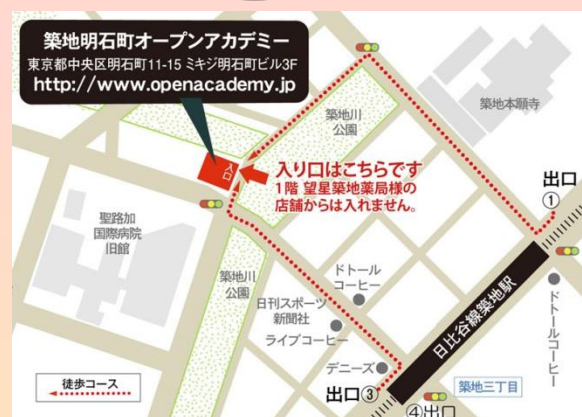 築地明石町オープンアカデミー
東京都中央区明石町11-15 ミキジ明石町ビル3F
http://www.openacademy.jp
築地川
公園
築地本願寺
入口
入り口はこちらです
1階 望星築地薬局様の
店舗からは入れません。
出口
①
聖路加
国際病院
旧館
築地川
公園
ドトール
コーヒー
日刊スポーツ
新聞社
ライブコーヒー
日比谷線築地駅
ドトールコーヒー
デニーズ
出口③
築地三丁目
④出口
徒歩コース